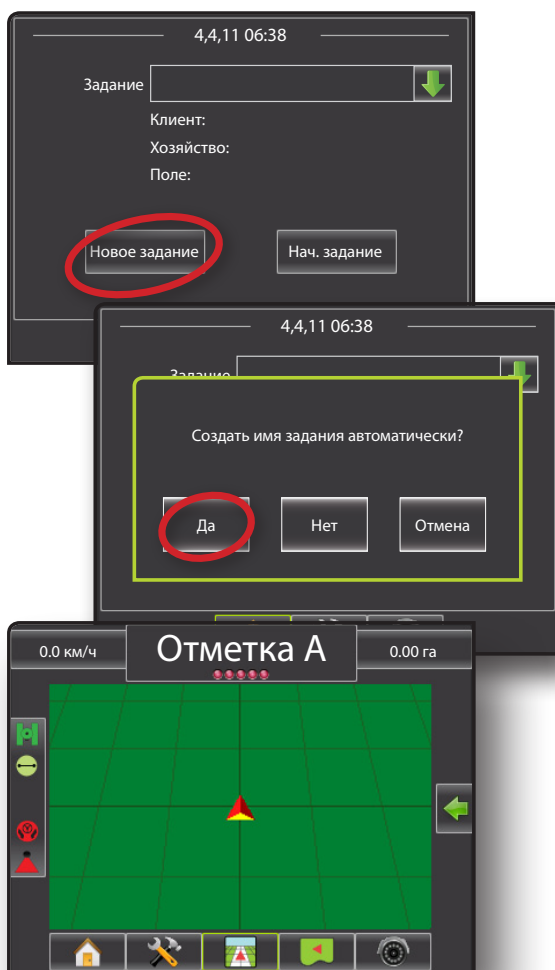 4,4,11 06:38
Задание
Клиент:
Хозяйство:
Поле:
Новое задание
Нач. задание
4,4,11 06:38
Задание
Создать имя задания автоматически?
Да
Нет
Отмена
0.0 км/ч
Отметка А
0.00 га